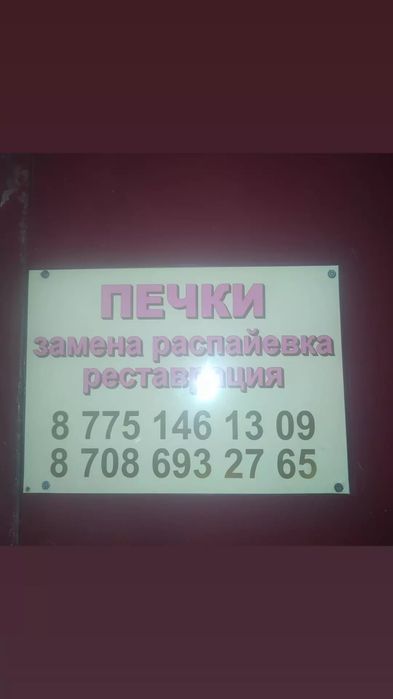 ПЕЧКИ
замена распайевка
реставрация
8 775 146 13 09
8 708 693 27 65